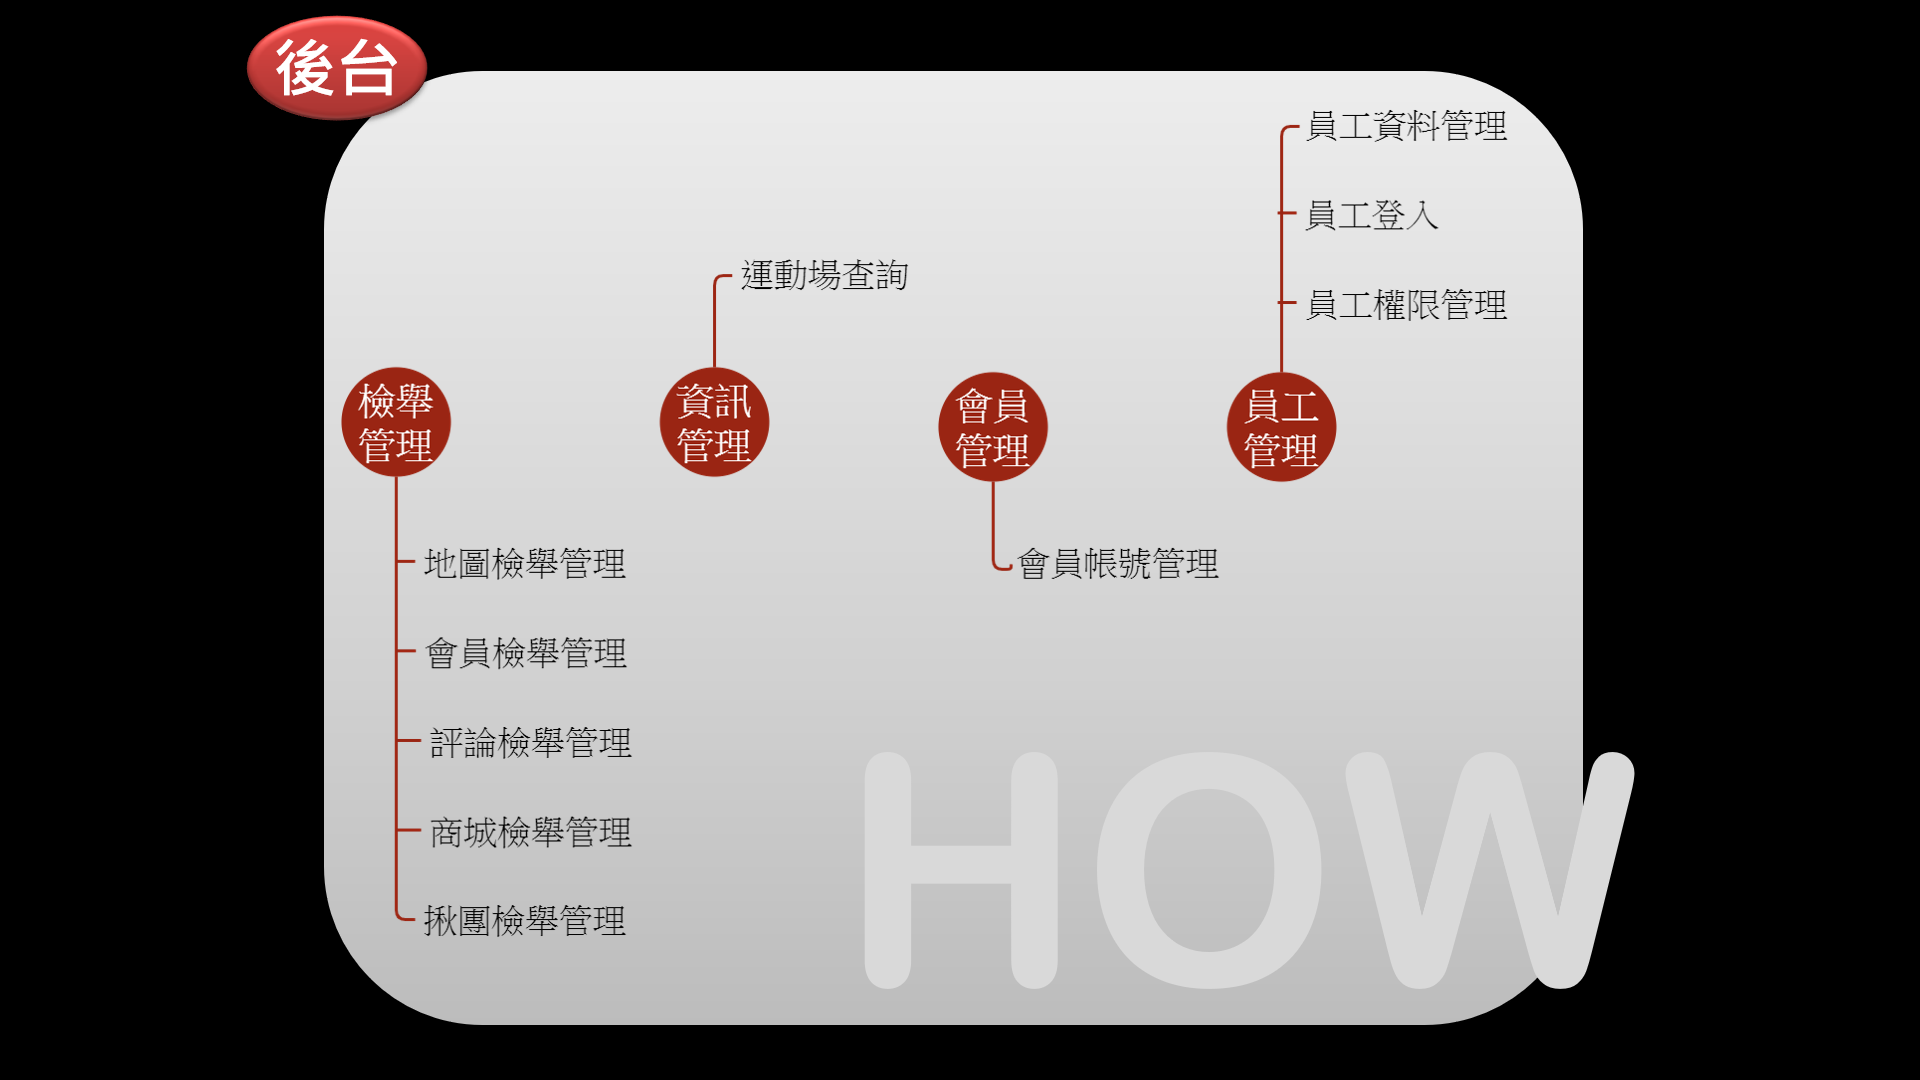 後台
員工資料管理
員工登入
員工權限管理
運動場查詢
檢舉
管理
資訊
管理
會員
管理
員工
管理
地圖檢舉管理
會員檢舉管理
評論檢舉管理
商城檢舉管理
揪團檢舉管理
會員帳號管理
HOW